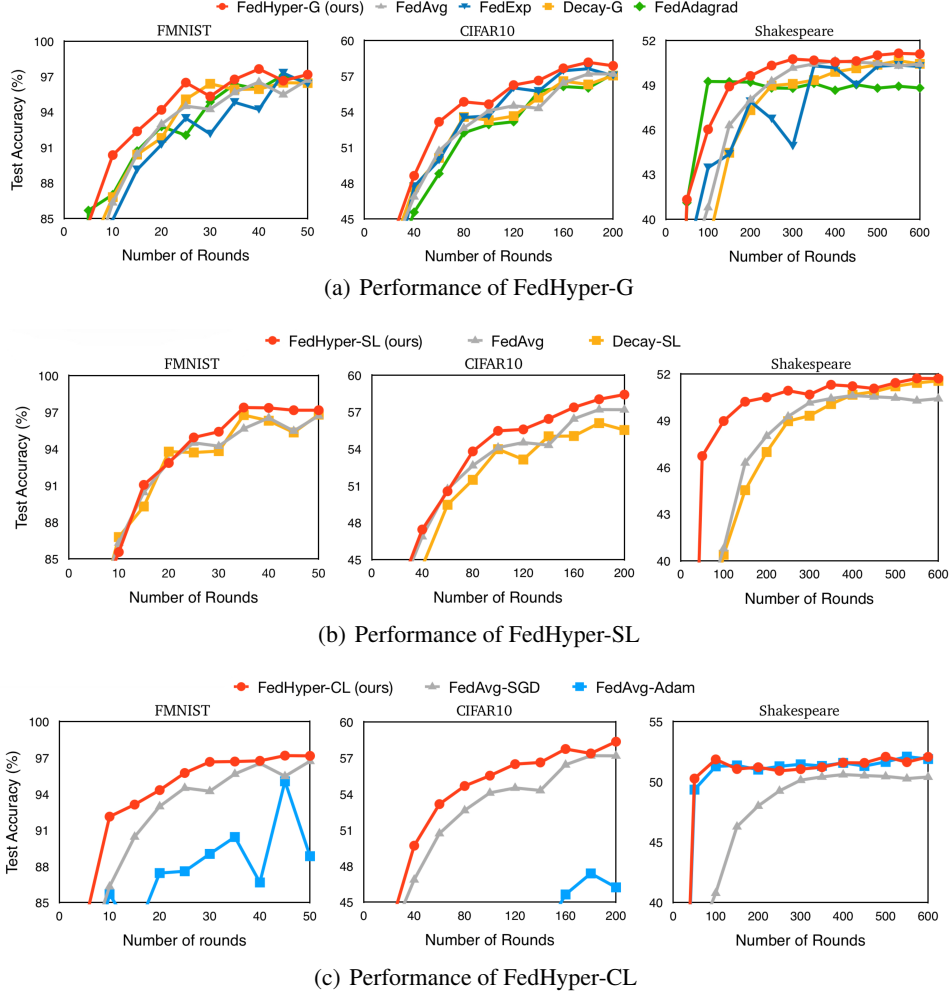 FedHyper-G (ours) FedAvg FedExp Decay-G FedAdagrad
FMNIST CIFAR10 Shakespeare
Test Accuracy (%)
100 97 94 91 88 85
0 10 20 30 40 50
Number of Rounds
60 57 54 51 48 45
0 40 80 120 160 200
Number of Rounds
52 49 46 43 40
0 100 200 300 400 500 600
Number of Rounds
(a) Performance of FedHyper-G
FedHyper-SL (ours) FedAvg Decay-SL
FMNIST CIFAR10 Shakespeare
Test Accuracy (%)
100 97 94 91 88 85
0 10 20 30 40 50
Number of Rounds
60 57 54 51 48 45
0 40 80 120 160 200
Number of Rounds
52 49 46 43 40
0 100 200 300 400 500 600
Number of Rounds
(b) Performance of FedHyper-SL
FedHyper-CL (ours) FedAvg-SGD FedAvg-Adam
FMNIST CIFAR10 Shakespeare
Test Accuracy (%)
100 97 94 91 88 85
0 10 20 30 40 50
Number of rounds
60 57 54 51 48 45
0 40 80 120 160 200
Number of Rounds
55 50 45 40
0 100 200 300 400 500 600
Number of Rounds
(c) Performance of FedHyper-CL